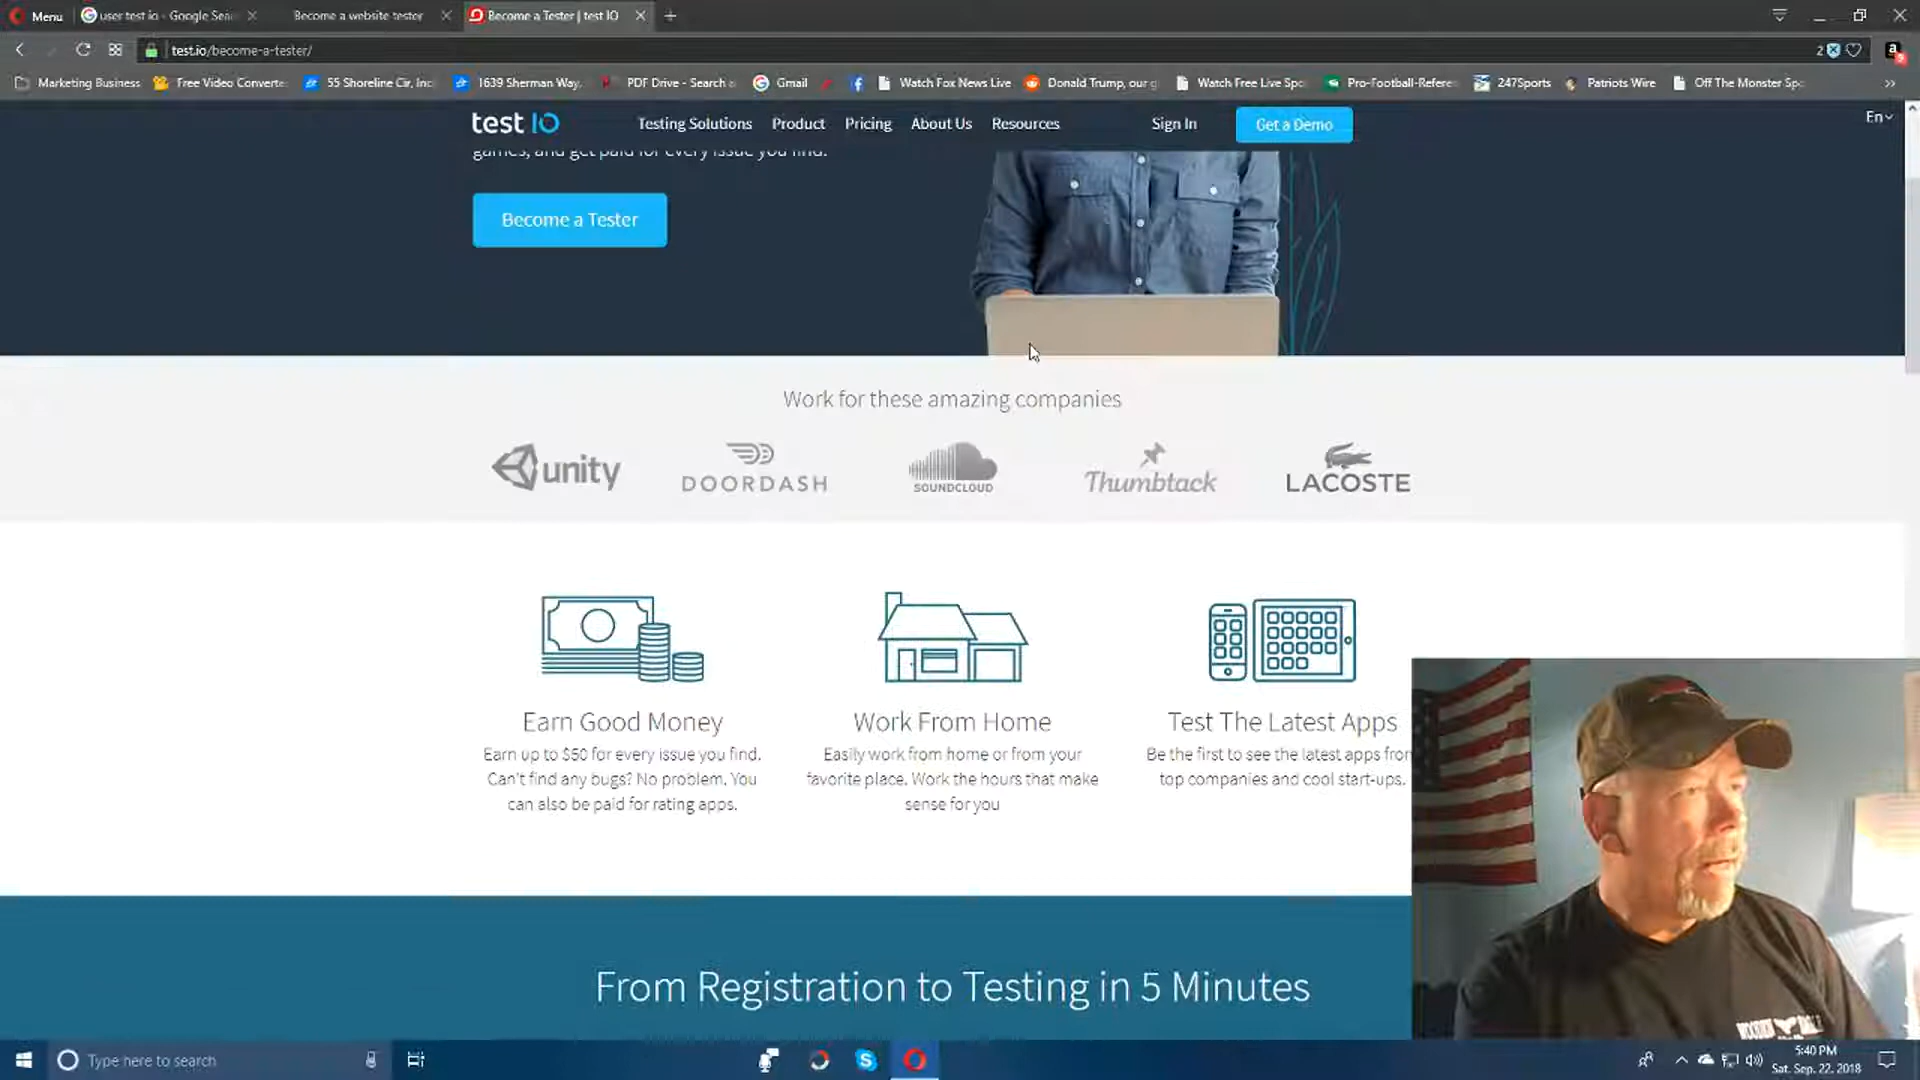 Menu
user test io - Google Sea
Become a website tester
Become a Tester | test IO
test.io/become-a-tester/
2
Marketing Business
Free Video Converte
55 Shoreline Cir, Inc
1639 Sherman Way,
PDF Drive - Search a
Gmail
Watch Fox News Live
Donald Trump, our g
Watch Free Live Spo
Pro-Football-Refere
247Sports
Patriots Wire
Off The Monster Spo
test IO
Testing Solutions
Product
Pricing
About Us
Resources
Sign In
Get a Demo
En
games, and get paid for every issue you find.
Become a Tester
Work for these amazing companies
unity
DOORDASH
SOUNDCLOUD
Thumbtack
LACOSTE
Earn Good Money
Earn up to $50 for every issue you find.
Can't find any bugs? No problem. You
can also be paid for rating apps.
Work From Home
Easily work from home or from your
favorite place. Work the hours that make
sense for you
Test The Latest Apps
Be the first to see the latest apps from
top companies and cool start-ups.
From Registration to Testing in 5 Minutes
Type here to search
5:40 PM
Sat. Sep. 22, 2018